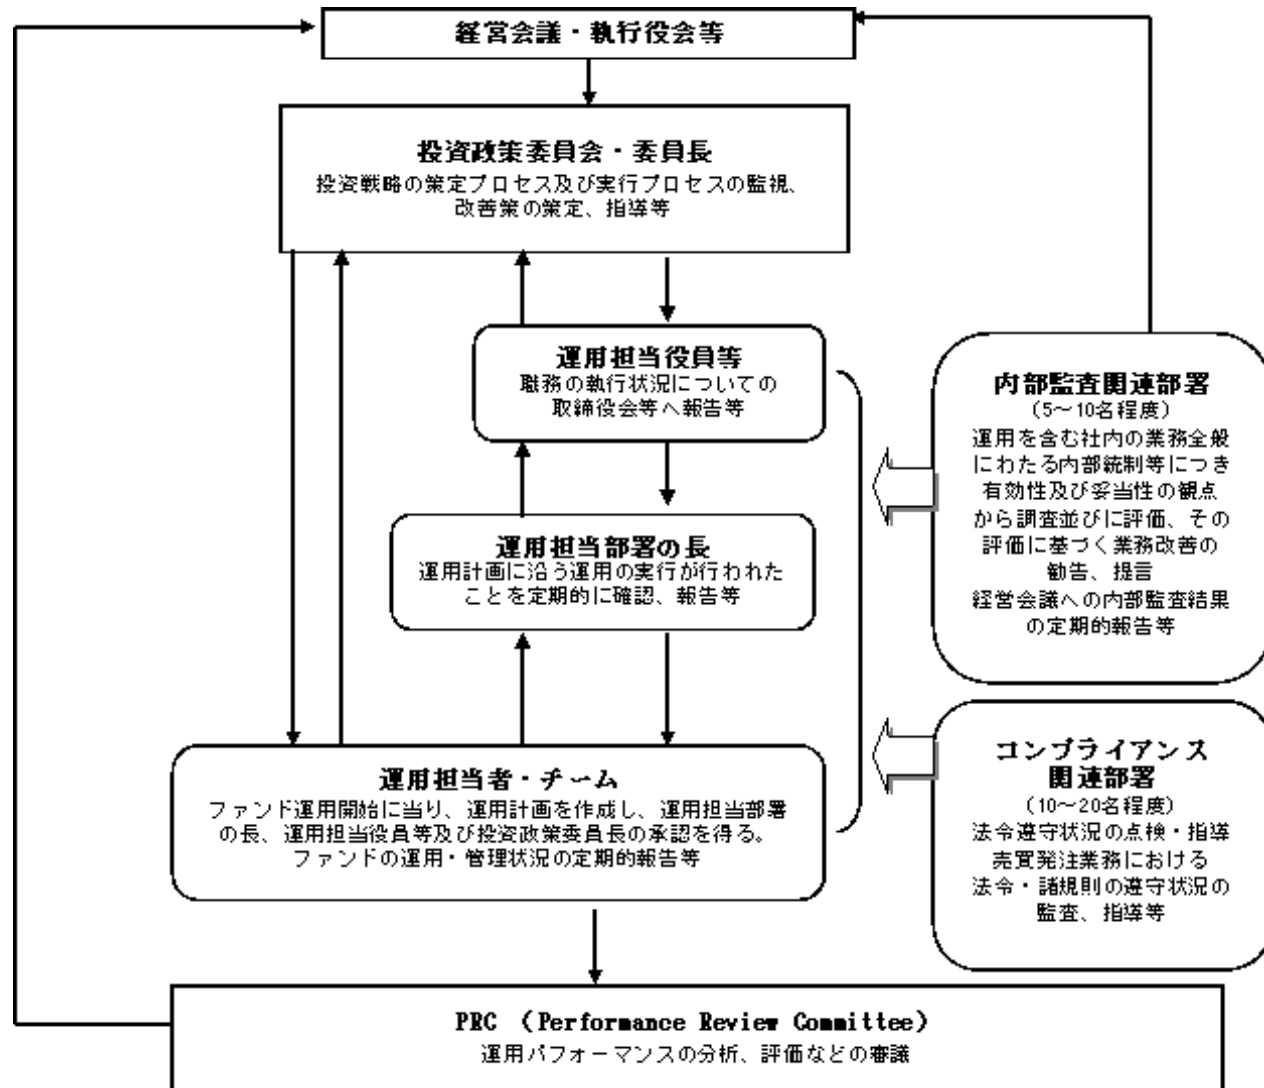 経営会議・執行役会等
投資政策委員会・委員長
投資戦略の策定プロセス及び実行プロセスの監視、
改善策の策定、指導等
運用担当役員等
職務の執行状況についての
取締役会等へ報告等
運用担当部署の長
運用計画に沿う運用の実行が行われた
ことを定期的に確認、報告等
運用担当者・チーム
ファンド運用開始に当り、運用計画を作成し、運用担当部署
の長、運用担当役員等及び投資政策委員長の承認を得る。
ファンドの運用・管理状況の定期的報告等
内部監査関連部署
(5～10名程度)
運用を含む社内の業務全般
にわたる内部統制等につき
有効性及び妥当性の観点
から調査並びに評価、その
評価に基づく業務改善の
勧告、提言
経営会議への内部監査結果
の定期的報告等
コンプライアンス
関連部署
(10～20名程度)
法令遵守状況の点検・指導
売買発注業務における
法令・諸規則の遵守状況の
監査、指導等
PRC （Performance Review Committee）
運用パフォーマンスの分析、評価などの審議